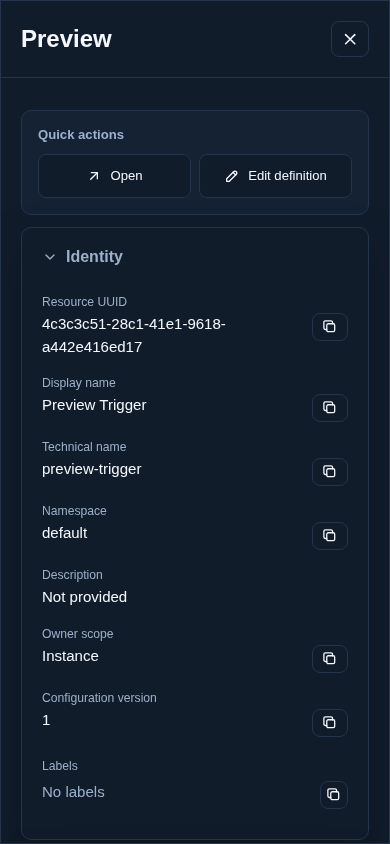 Preview
Quick actions
Open
Edit definition
Identity
Resource UUID
4c3c3c51-28c1-41e1-9618-
a442e416ed17
Display name
Preview Trigger
Technical name
preview-trigger
Namespace
default
Description
Not provided
Owner scope
Instance
Configuration version
1
Labels
No labels